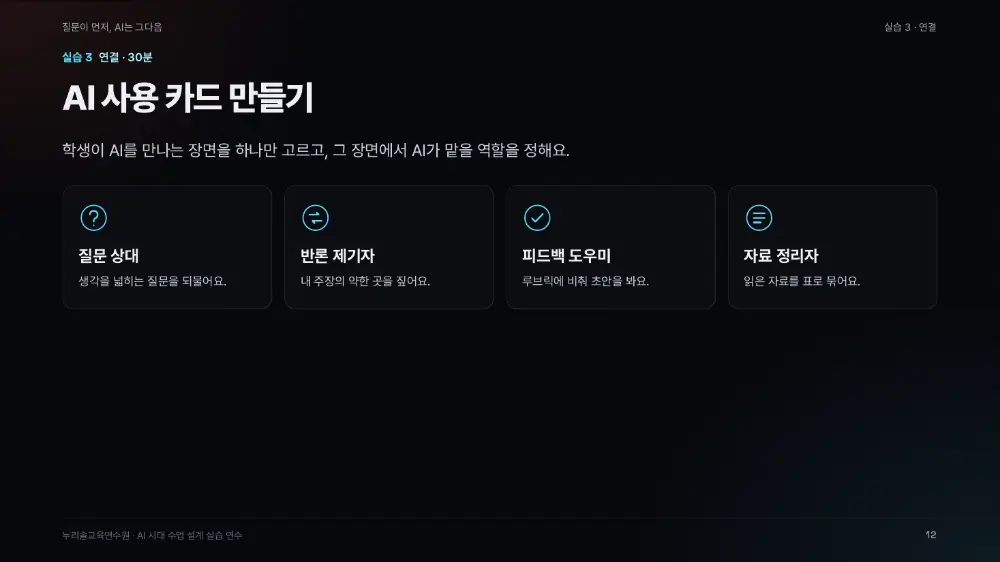 질문이 먼저, AI는 그다음
실습 3 · 연결
실습 3 연결 · 30분
AI 사용 카드 만들기
학생이 AI를 만나는 장면을 하나만 고르고, 그 장면에서 AI가 맡을 역할을 정해요.
질문 상대
생각을 넓히는 질문을 되물어요.
반론 제기자
내 주장의 약한 곳을 짚어요.
피드백 도우미
루브릭에 비춰 초안을 봐요.
자료 정리자
읽은 자료를 표로 묶어요.
누리솔교육연수원 · AI 시대 수업 설계 실습 연수
12